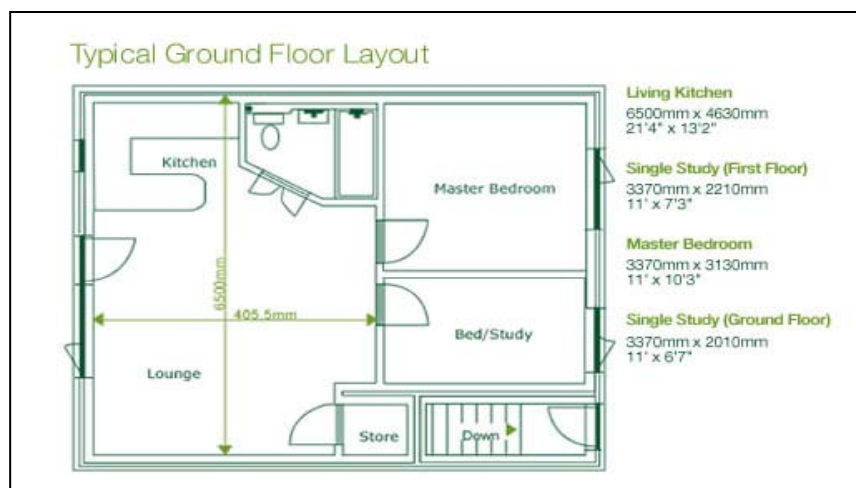 Typical Ground Floor Layout
Living Kitchen
6500mm x 4630mm
21'4" x 13'2"
Single Study (First Floor)
3370mm x 2210mm
11' x 7'3"
Master Bedroom
3370mm x 3130mm
11' x 10'3"
Single Study (Ground Floor)
3370mm x 2010mm
11' x 6'7"
Kitchen
Master Bedroom
6500mm
405.5mm
Bed/Study
Lounge
Store
Down